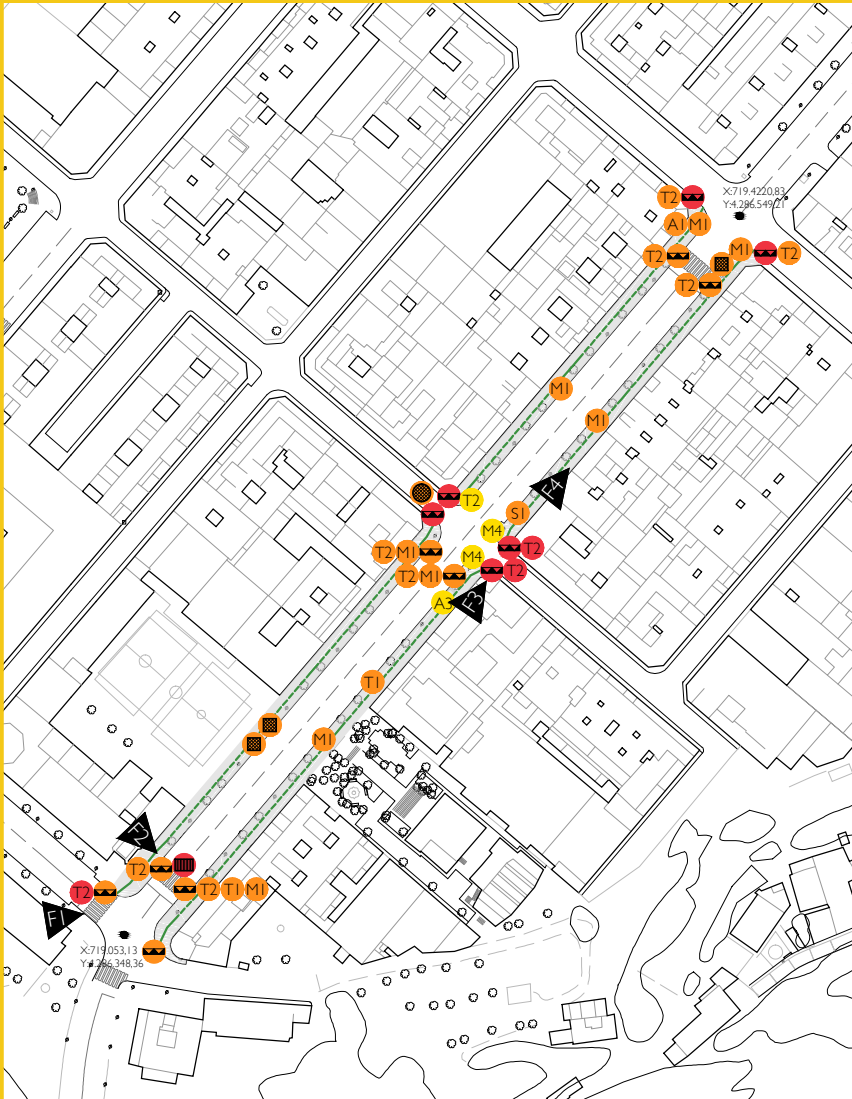 T2
X:719.4220,83
Y:4.286.549,21
A1 M1
T2
M1
T2
T2
M1
M1
F4
T2
S1
M4
T2 M1
T2
M4
T2 M1
T2
A3
F3
T1
M1
F2
T2
T2
T2 T1 M1
F1
X:719.053,13
Y:4.286.348,36